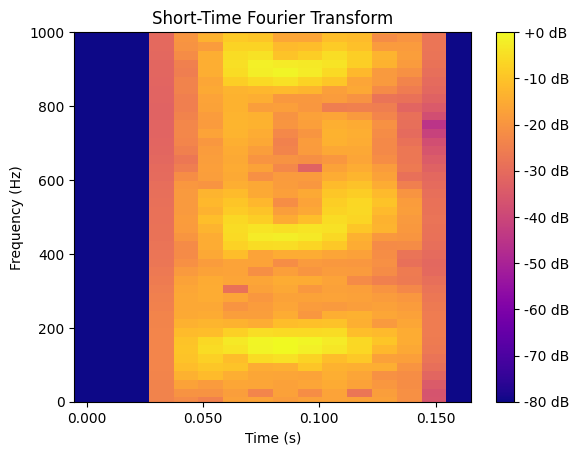 Short-Time Fourier Transform
1000
800
600
400
200
0
Frequency (Hz)
0.000
0.050
0.100
0.150
Time (s)
+0 dB
-10 dB
-20 dB
-30 dB
-40 dB
-50 dB
-60 dB
-70 dB
-80 dB